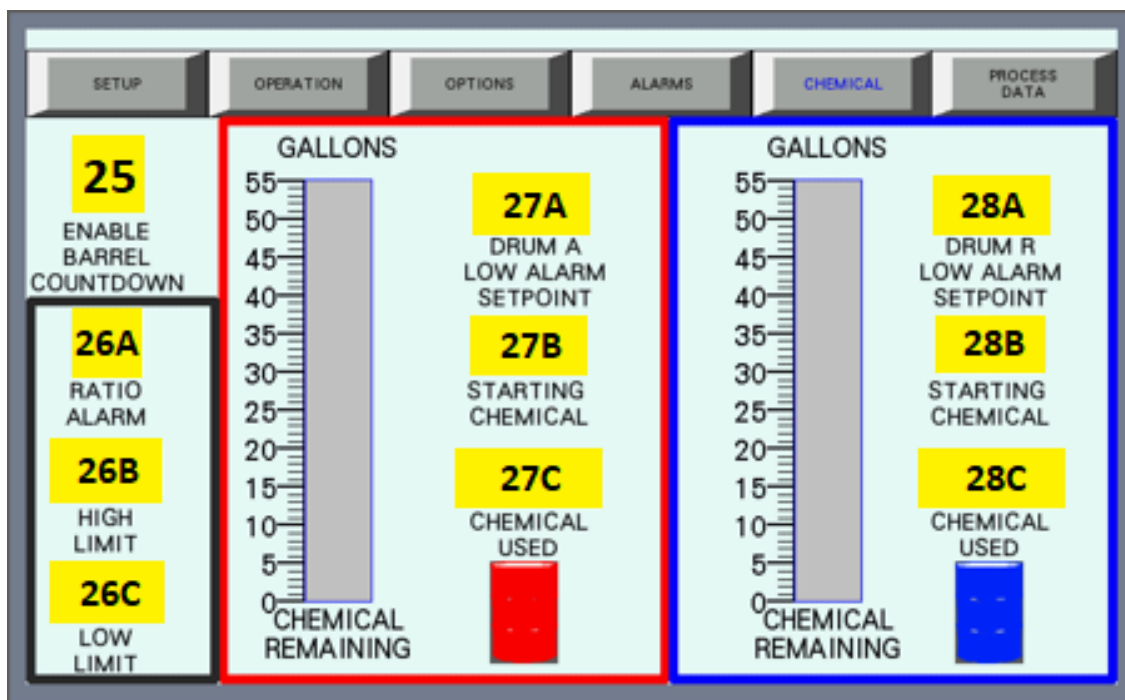 SETUP
OPERATION
OPTIONS
ALARMS
CHEMICAL
PROCESS
DATA
25
ENABLE
BARREL
COUNTDOWN
26A
RATIO
ALARM
26B
HIGH
LIMIT
26C
LOW
LIMIT
GALLONS
55
50
45
40
35
30
25
20
15
10
5
0
CHEMICAL
REMAINING
27A
DRUM A
LOW ALARM
SETPOINT
27B
STARTING
CHEMICAL
27C
CHEMICAL
USED
GALLONS
55
50
45
40
35
30
25
20
15
10
5
0
CHEMICAL
REMAINING
28A
DRUM R
LOW ALARM
SETPOINT
28B
STARTING
CHEMICAL
28C
CHEMICAL
USED